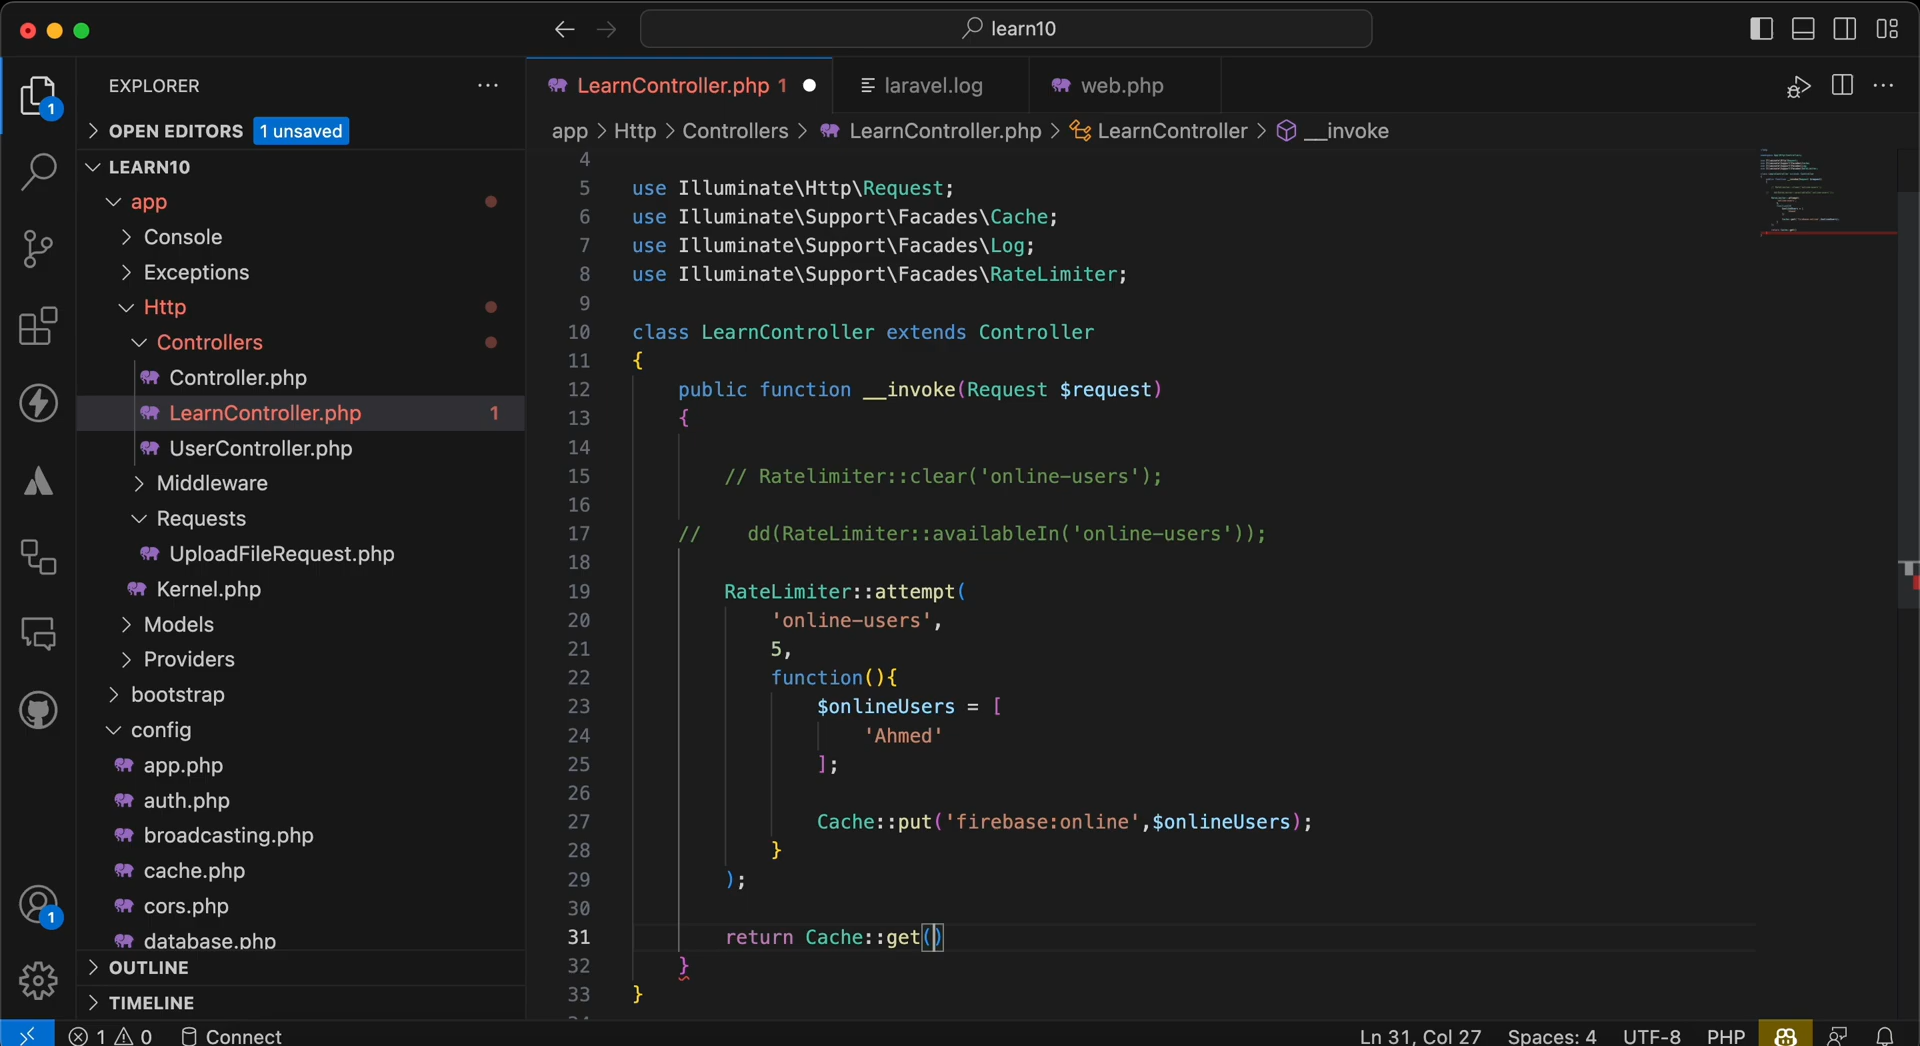 learn10
EXPLORER
OPEN EDITORS 1 unsaved
LEARN10
app
Console
Exceptions
Http
Controllers
Controller.php
LearnController.php 1
UserController.php
Middleware
Requests
UploadFileRequest.php
Kernel.php
Models
Providers
bootstrap
config
app.php
auth.php
broadcasting.php
cache.php
cors.php
database.php
OUTLINE
TIMELINE
1
1
LearnController.php 1
laravel.log
web.php
app > Http > Controllers > LearnController.php > LearnController > __invoke
4
5 use Illuminate\Http\Request;
6 use Illuminate\Support\Facades\Cache;
7 use Illuminate\Support\Facades\Log;
8 use Illuminate\Support\Facades\RateLimiter;
9
10 class LearnController extends Controller
11 {
12 public function __invoke(Request $request)
13 {
14
15 // Ratelimiter::clear('online-users');
16
17 // dd(RateLimiter::availableIn('online-users'));
18
19 RateLimiter::attempt(
20 'online-users',
21 5,
22 function(){
23 $onlineUsers = [
24 'Ahmed'
25 ];
26
27 Cache::put('firebase:online',$onlineUsers);
28 }
29 );
30
31 return Cache::get()
32 }
33 }
1 0 Connect
Ln 31, Col 27 Spaces: 4 UTF-8 PHP